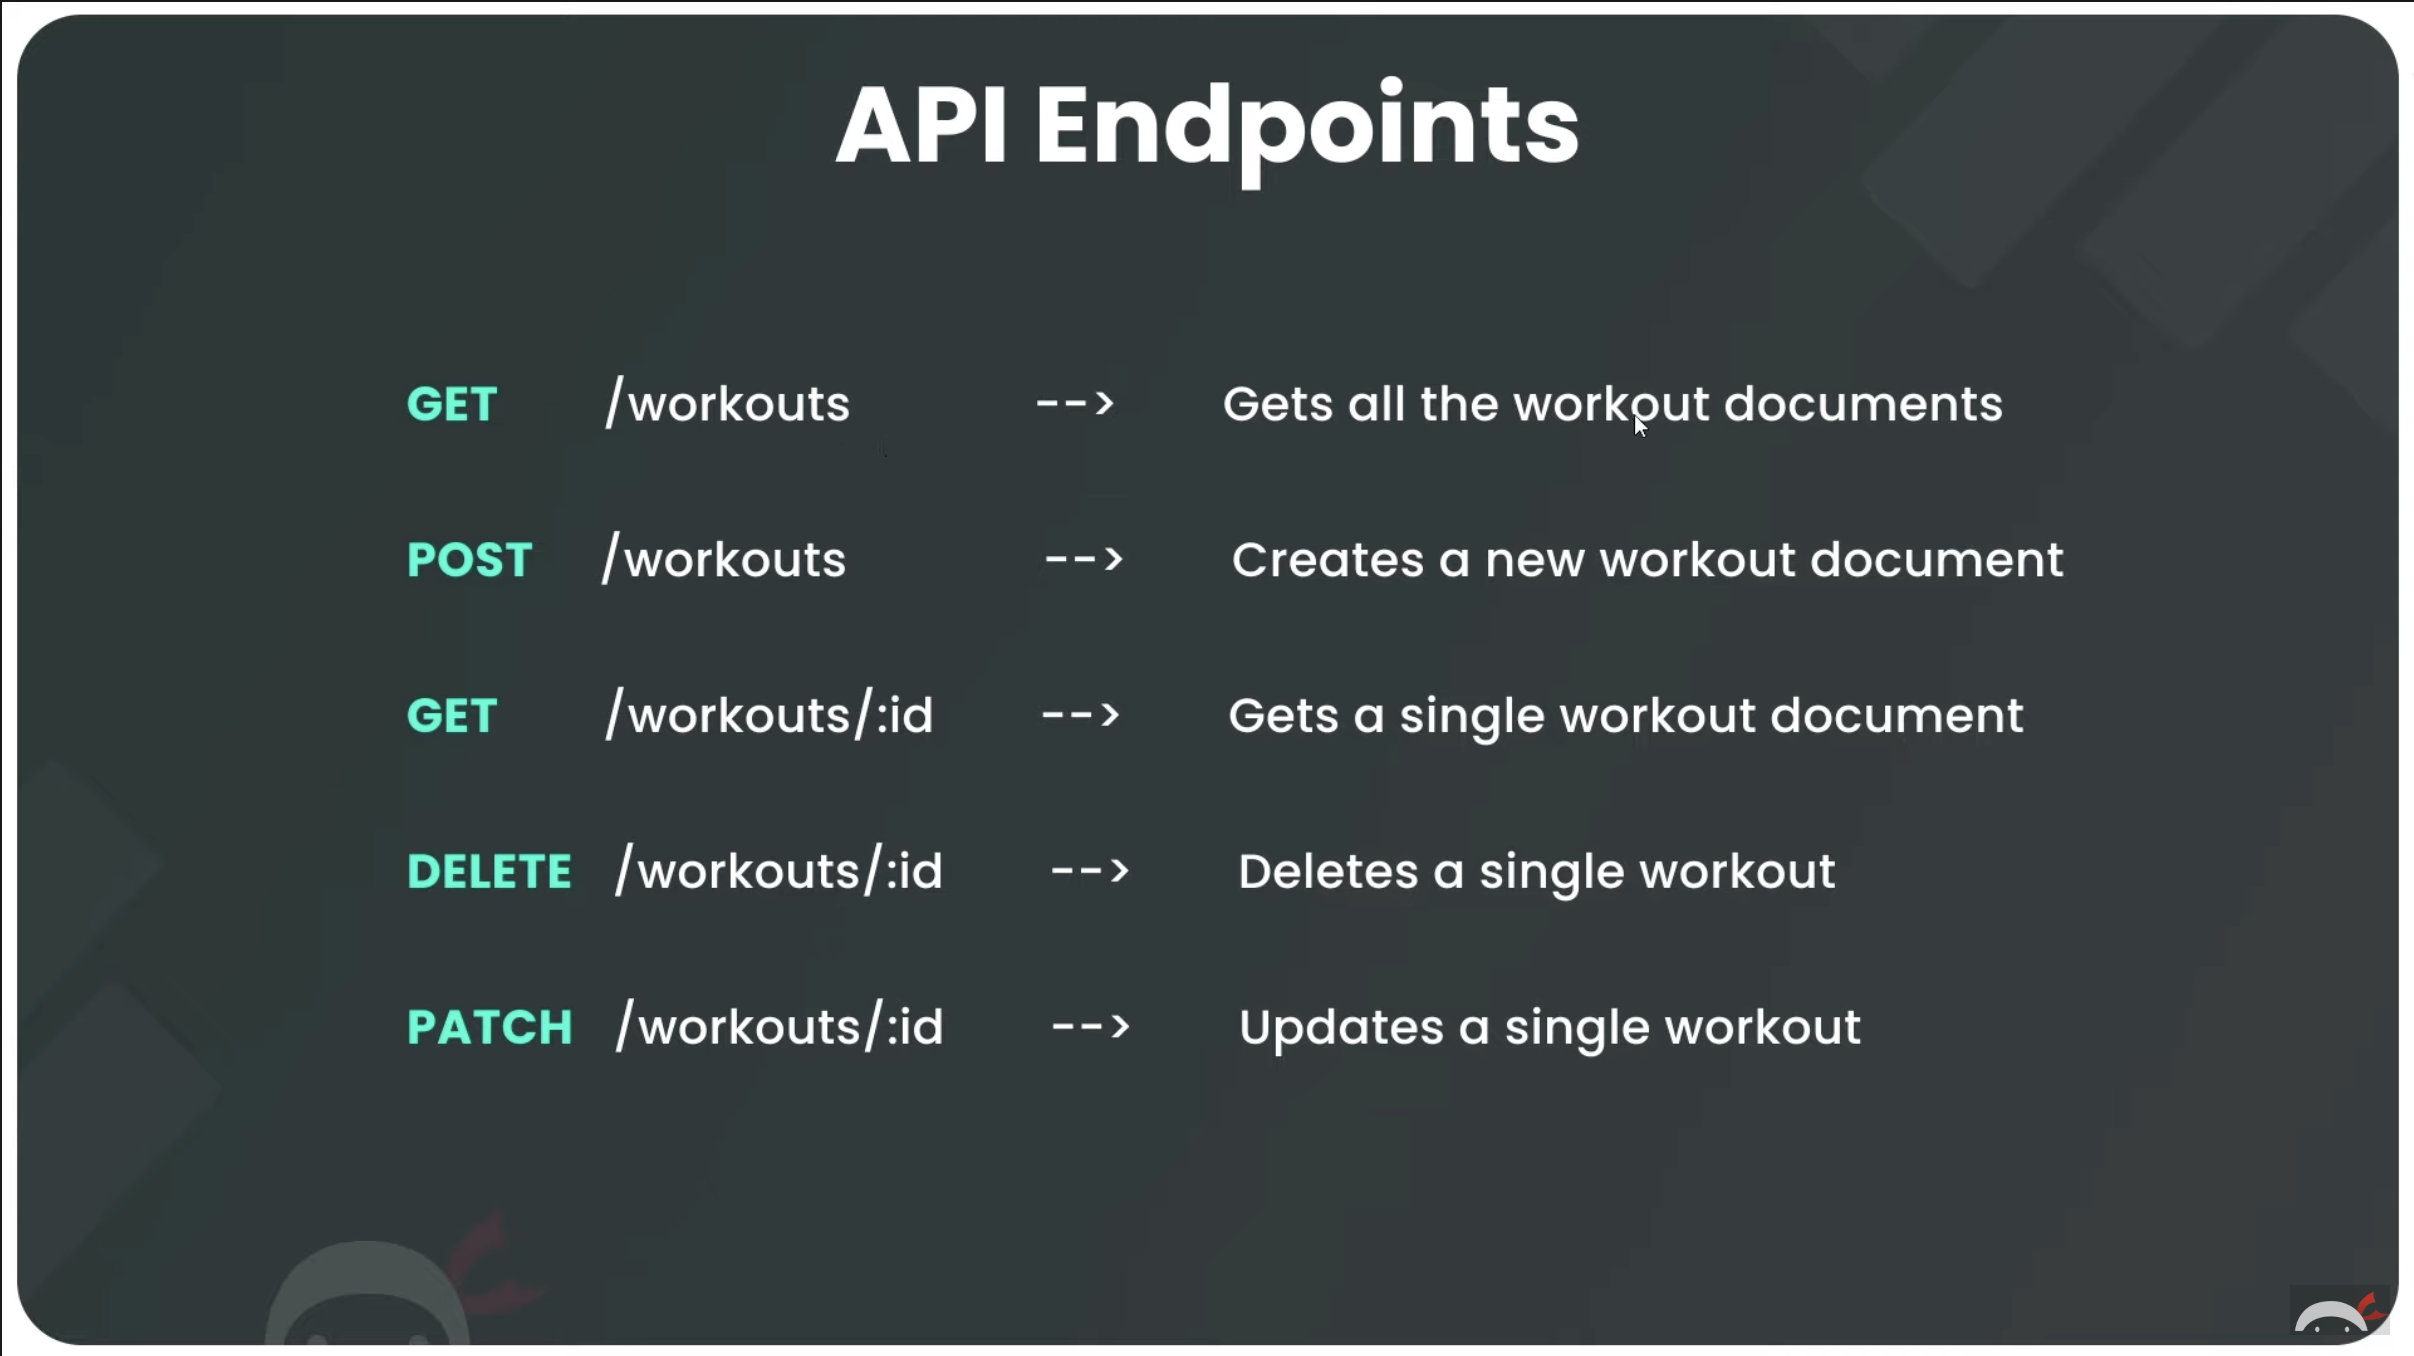 API Endpoints
GET /workouts --> Gets all the workout documents
POST /workouts --> Creates a new workout document
GET /workouts/:id --> Gets a single workout document
DELETE /workouts/:id --> Deletes a single workout
PATCH /workouts/:id --> Updates a single workout